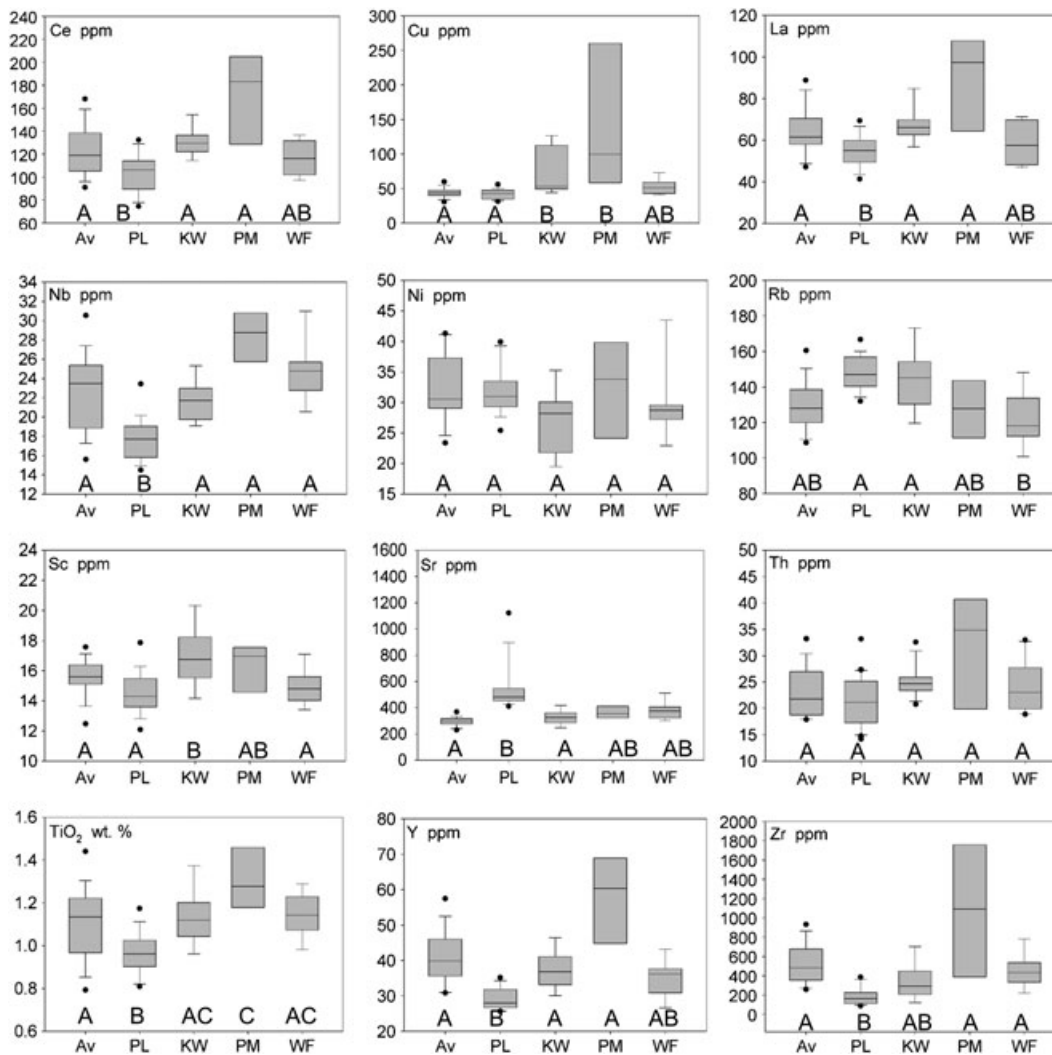 Ce ppm
240
220
200
180
160
140
120
100
80
60
A B A A AB
Av PL KW PM WF
Cu ppm
300
250
200
150
100
50
0
A A B B AB
Av PL KW PM WF
La ppm
120
100
80
60
40
20
A B A A AB
Av PL KW PM WF
Nb ppm
34
32
30
28
26
24
22
20
18
16
14
12
A B A A A
Av PL KW PM WF
Ni ppm
50
45
40
35
30
25
20
15
A A A A A
Av PL KW PM WF
Rb ppm
200
180
160
140
120
100
80
AB A A AB B
Av PL KW PM WF
Sc ppm
24
22
20
18
16
14
12
10
A A B AB A
Av PL KW PM WF
Sr ppm
1600
1400
1200
1000
800
600
400
200
0
A B A AB AB
Av PL KW PM WF
Th ppm
50
45
40
35
30
25
20
15
10
A A A A A
Av PL KW PM WF
TiO₂ wt. %
1.6
1.4
1.2
1.0
0.8
0.6
A B AC C AC
Av PL KW PM WF
Y ppm
80
70
60
50
40
30
20
A B A A AB
Av PL KW PM WF
Zr ppm
2000
1800
1600
1400
1000
1000
800
600
400
200
0
A B AB A A
Av PL KW PM WF